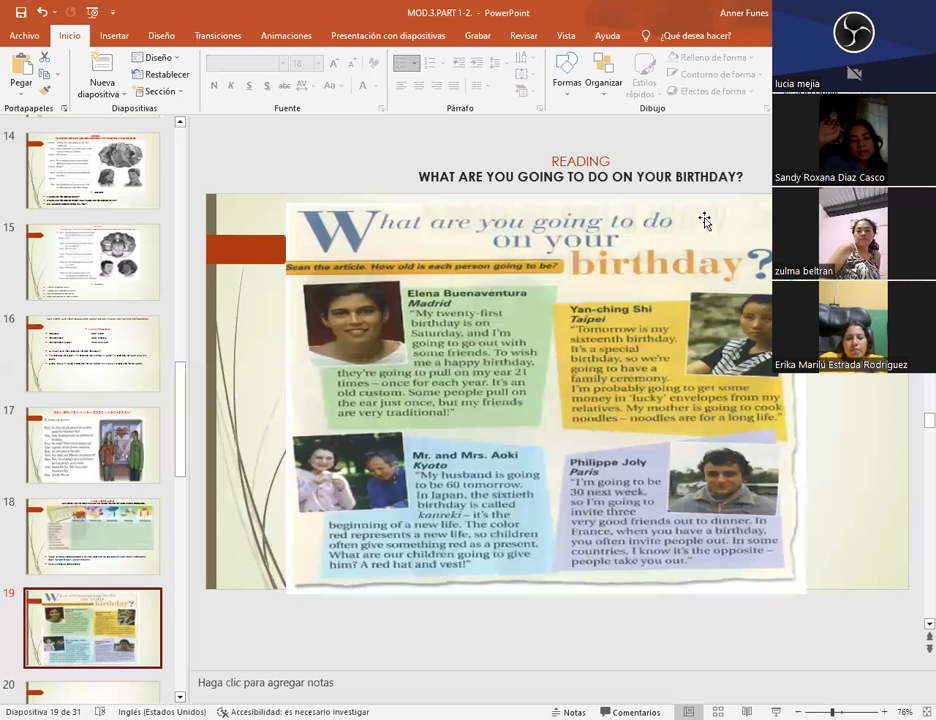 MOD.3.PART 1-2. - PowerPoint
Anner Funes
Archivo Inicio Insertar Diseño Transiciones Animaciones Presentación con diapositivas Grabar Revisar Vista Ayuda ¿Qué desea hacer?
Pegar
Nueva diapositiva
Diseño
Restablecer
Sección
18
N K S abc Aa A
Formas Organizar Estilos rápidos
Relleno de forma
Contorno de forma
Efectos de forma
Portapapeles Diapositivas Fuente Párrafo Dibujo
14
15
16
17
18
19
20
READING
WHAT ARE YOU GOING TO DO ON YOUR BIRTHDAY?
What are you going to do
on your
birthday?
Scan the article. How old is each person going to be?
Elena Buenaventura
Madrid
"My twenty-first
birthday is on
Saturday, and I'm
going to go out with
some friends. To wish
me a happy birthday,
they're going to pull on my ear 21
times – once for each year. It's an
old custom. Some people pull on
the ear just once, but my friends
are very traditional!"
Yan-ching Shi
Taipei
"Tomorrow is my
sixteenth birthday.
It's a special
birthday, so we're
going to have a
family ceremony.
I'm probably going to get some
money in 'lucky' envelopes from my
relatives. My mother is going to cook
noodles – noodles are for a long life."
Mr. and Mrs. Aoki
Kyoto
"My husband is going
to be 60 tomorrow.
In Japan, the sixtieth
birthday is called
kanreki – it's the
beginning of a new life. The color
red represents a new life, so children
often give something red as a present.
What are our children going to give
him? A red hat and vest!"
Philippe Joly
Paris
"I'm going to be
30 next week,
so I'm going to
invite three
very good friends out to dinner. In
France, when you have a birthday,
you often invite people out. In some
countries, I know it's the opposite –
people take you out."
lucia mejia
Sandy Roxana Diaz Casco
zulma beltran
Erika Marilú Estrada Rodríguez
Haga clic para agregar notas
Diapositiva 19 de 31 Inglés (Estados Unidos) Accesibilidad: es necesario investigar Notas Comentarios 76%